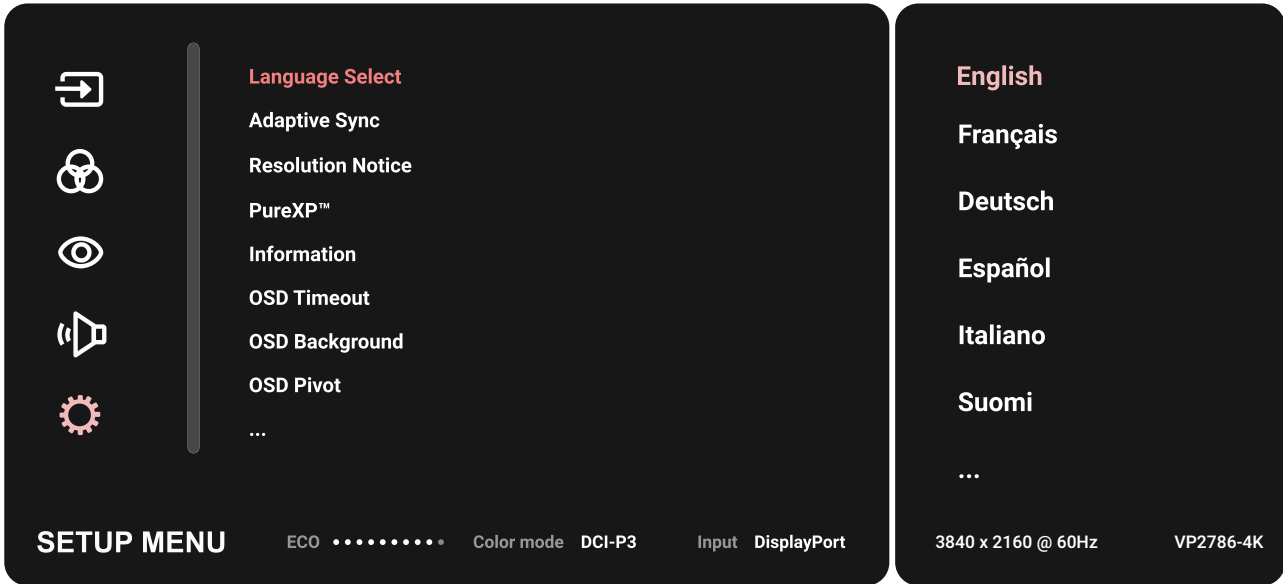 Language Select
Adaptive Sync
Resolution Notice
PureXP™
Information
OSD Timeout
OSD Background
OSD Pivot
...
English
Français
Deutsch
Español
Italiano
Suomi
...
SETUP MENU ECO Color mode DCI-P3 Input DisplayPort 3840 x 2160 @ 60Hz VP2786-4K